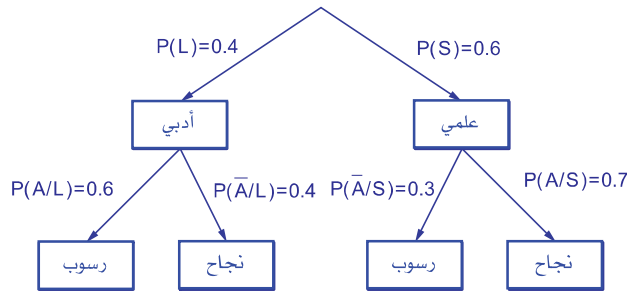 P(L)=0.4 P(S)=0.6
أدبي علمي
P(A/L)=0.6 P(A̅/L)=0.4 P(A̅/S)=0.3 P(A/S)=0.7
رسوب نجاح رسوب نجاح